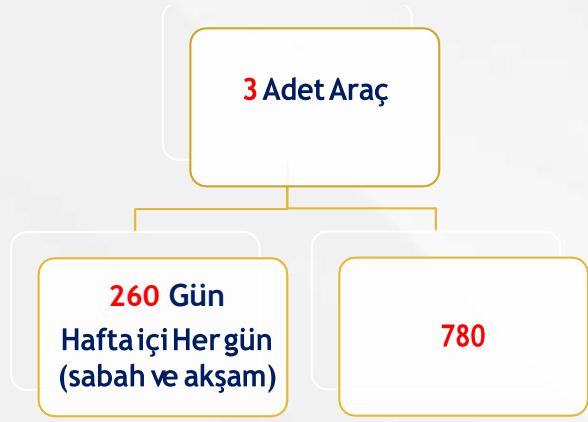 3 Adet Araç
260 Gün
Hafta içi Her gün
(sabah ve akşam)
780